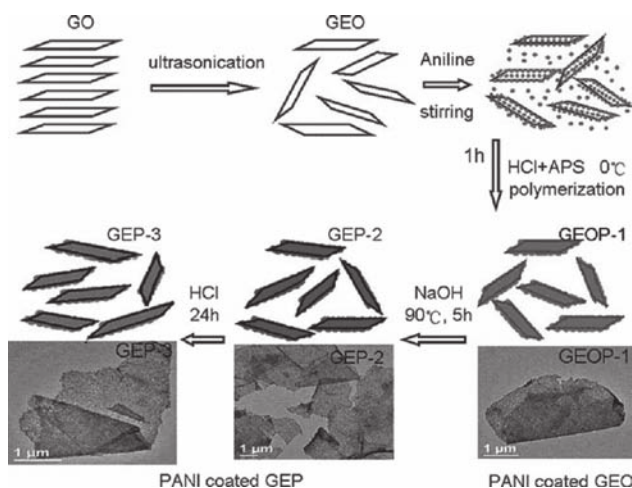 GO
ultrasonication
GEO
Aniline
stirring
1h
HCl+APS 0℃
polymerization
GEP-3
HCl
24h
GEP-2
NaOH
90℃, 5h
GEOP-1
GEP-3
1 μm
GEP-2
1 μm
GEOP-1
1 μm
PANI coated GEP
PANI coated GEO